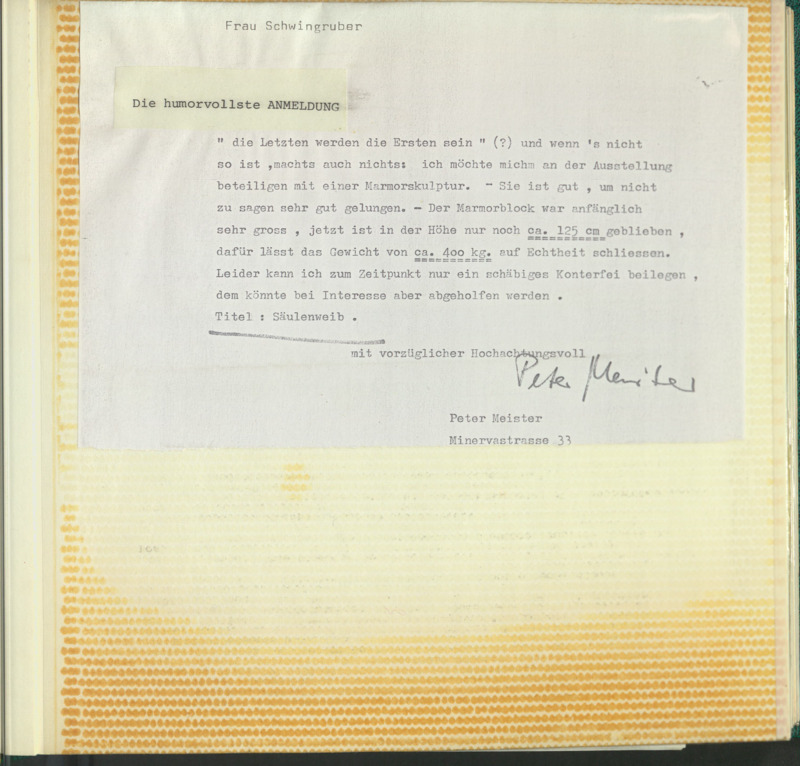 Frau Schwingruber
Die humorvollste ANMELDUNG
" die Letzten werden die Ersten sein " (?) und wenn 's nicht
so ist ,machts auch nichts: ich möchte michm an der Ausstellung
beteiligen mit einer Marmorskulptur. - Sie ist gut , um nicht
zu sagen sehr gut gelungen. - Der Marmorblock war anfänglich
sehr gross , jetzt ist in der Höhe nur noch ca. 125 cm geblieben ,
dafür lässt das Gewicht von ca. 4oo kg. auf Echtheit schliessen.
Leider kann ich zum Zeitpunkt nur ein schäbiges Konterfei beilegen ,
dem könnte bei Interesse aber abgeholfen werden .
Titel : Säulenweib .
mit vorzüglicher Hochachtungsvoll
Peter Meister
Peter Meister
Minervastrasse 33